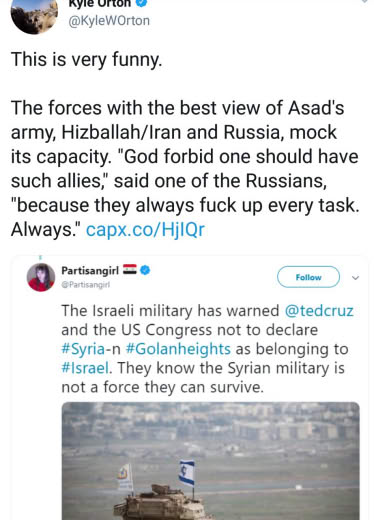 Kyle Orton
@KyleWOrton
This is very funny.
The forces with the best view of Asad's
army, Hizballah/Iran and Russia, mock
its capacity. "God forbid one should have
such allies," said one of the Russians,
"because they always fuck up every task.
Always." capx.co/HjIQr
Partisangirl
@Partisangirl
Follow
The Israeli military has warned @tedcruz
and the US Congress not to declare
#Syria-n #Golanheights as belonging to
#Israel. They know the Syrian military is
not a force they can survive.